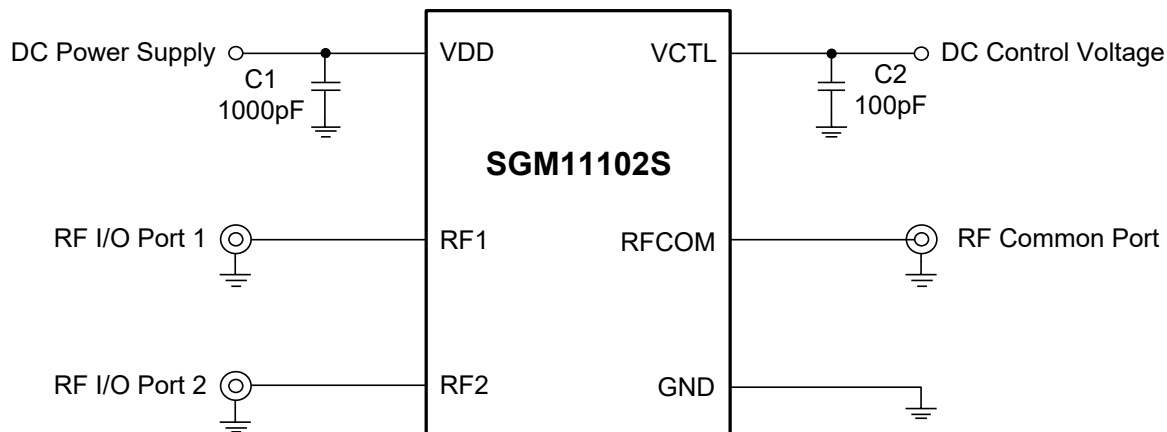 DC Power Supply
VDD
VCTL
DC Control Voltage
C1
1000pF
C2
100pF
SGM11102S
RF I/O Port 1
RF1
RFCOM
RF Common Port
RF I/O Port 2
RF2
GND